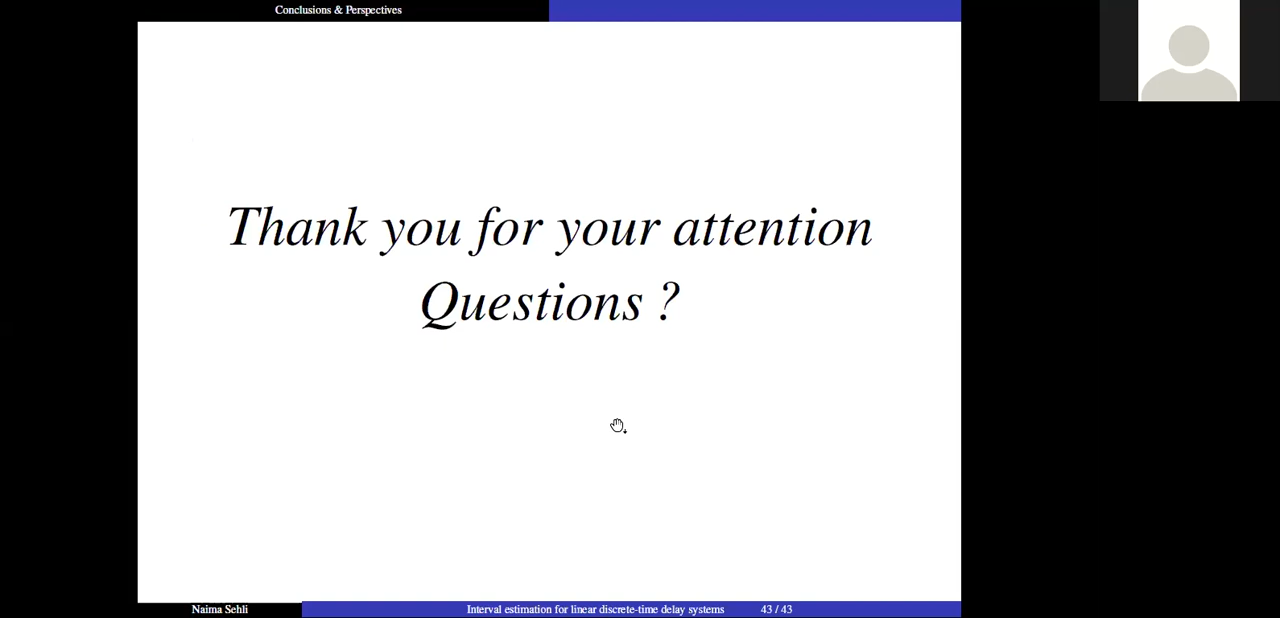 Conclusions & Perspectives
Thank you for your attention
Questions ?
Naima Sehli
Interval estimation for linear discrete-time delay systems
43 / 43